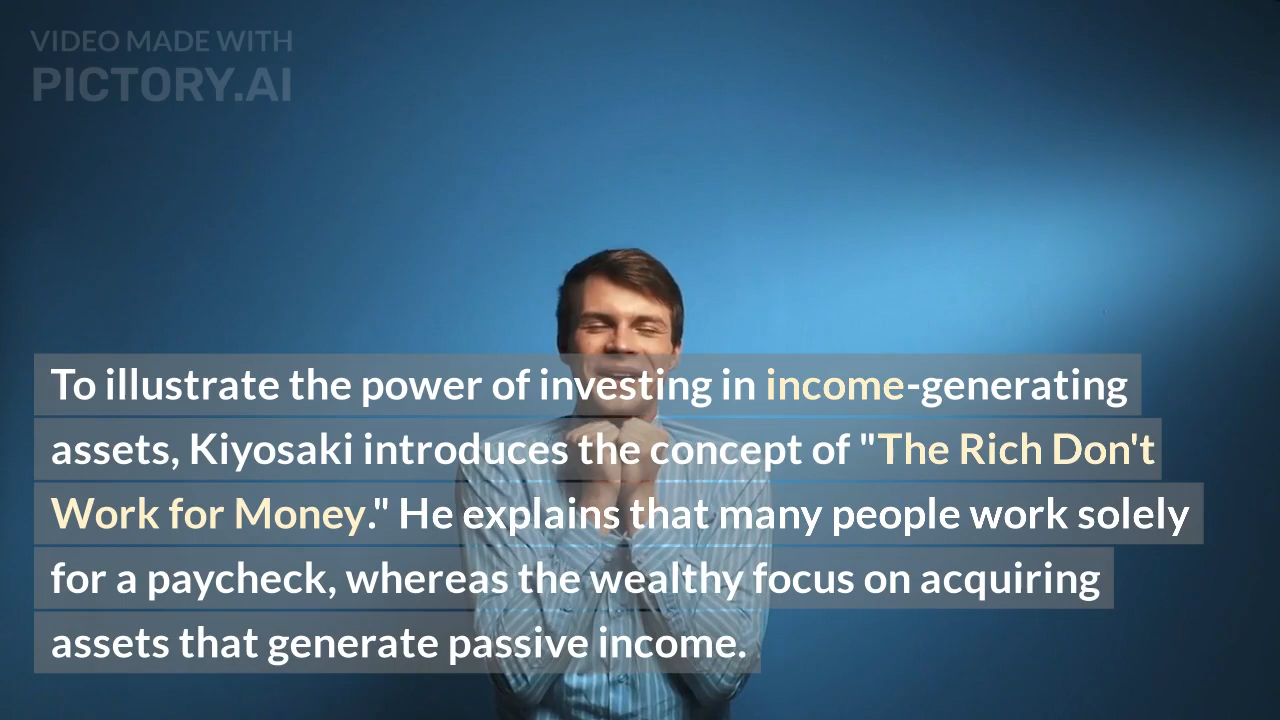 VIDEO MADE WITH
PICTORY.AI
To illustrate the power of investing in income-generating
assets, Kiyosaki introduces the concept of "The Rich Don't
Work for Money." He explains that many people work solely
for a paycheck, whereas the wealthy focus on acquiring
assets that generate passive income.